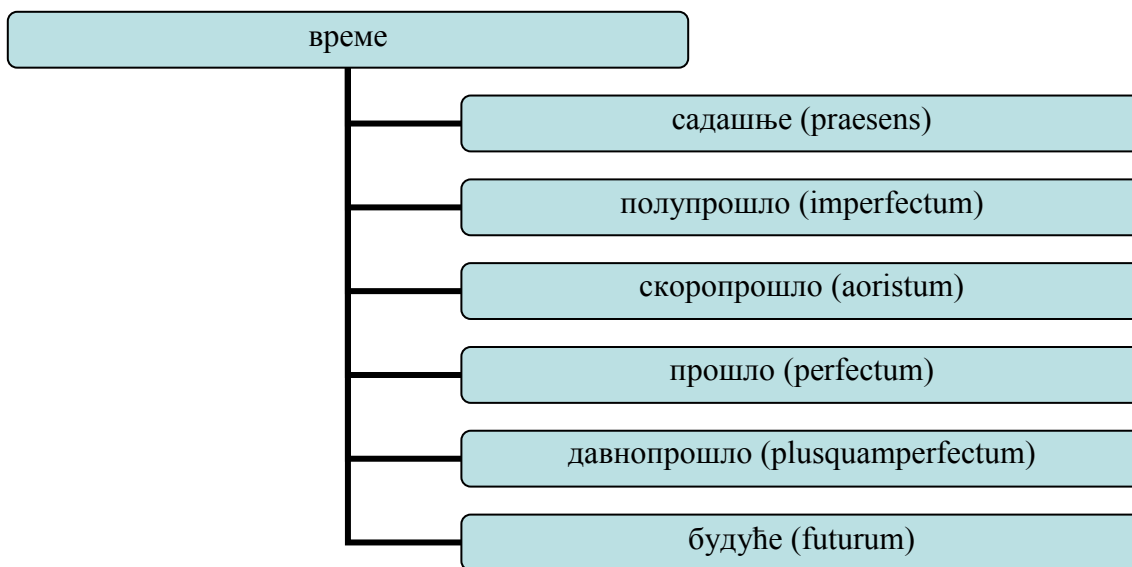 време
садашње (praesens)
полупрошло (imperfectum)
скоропрошло (aoristum)
прошло (perfectum)
давнопрошло (plusquamperfectum)
будуће (futurum)